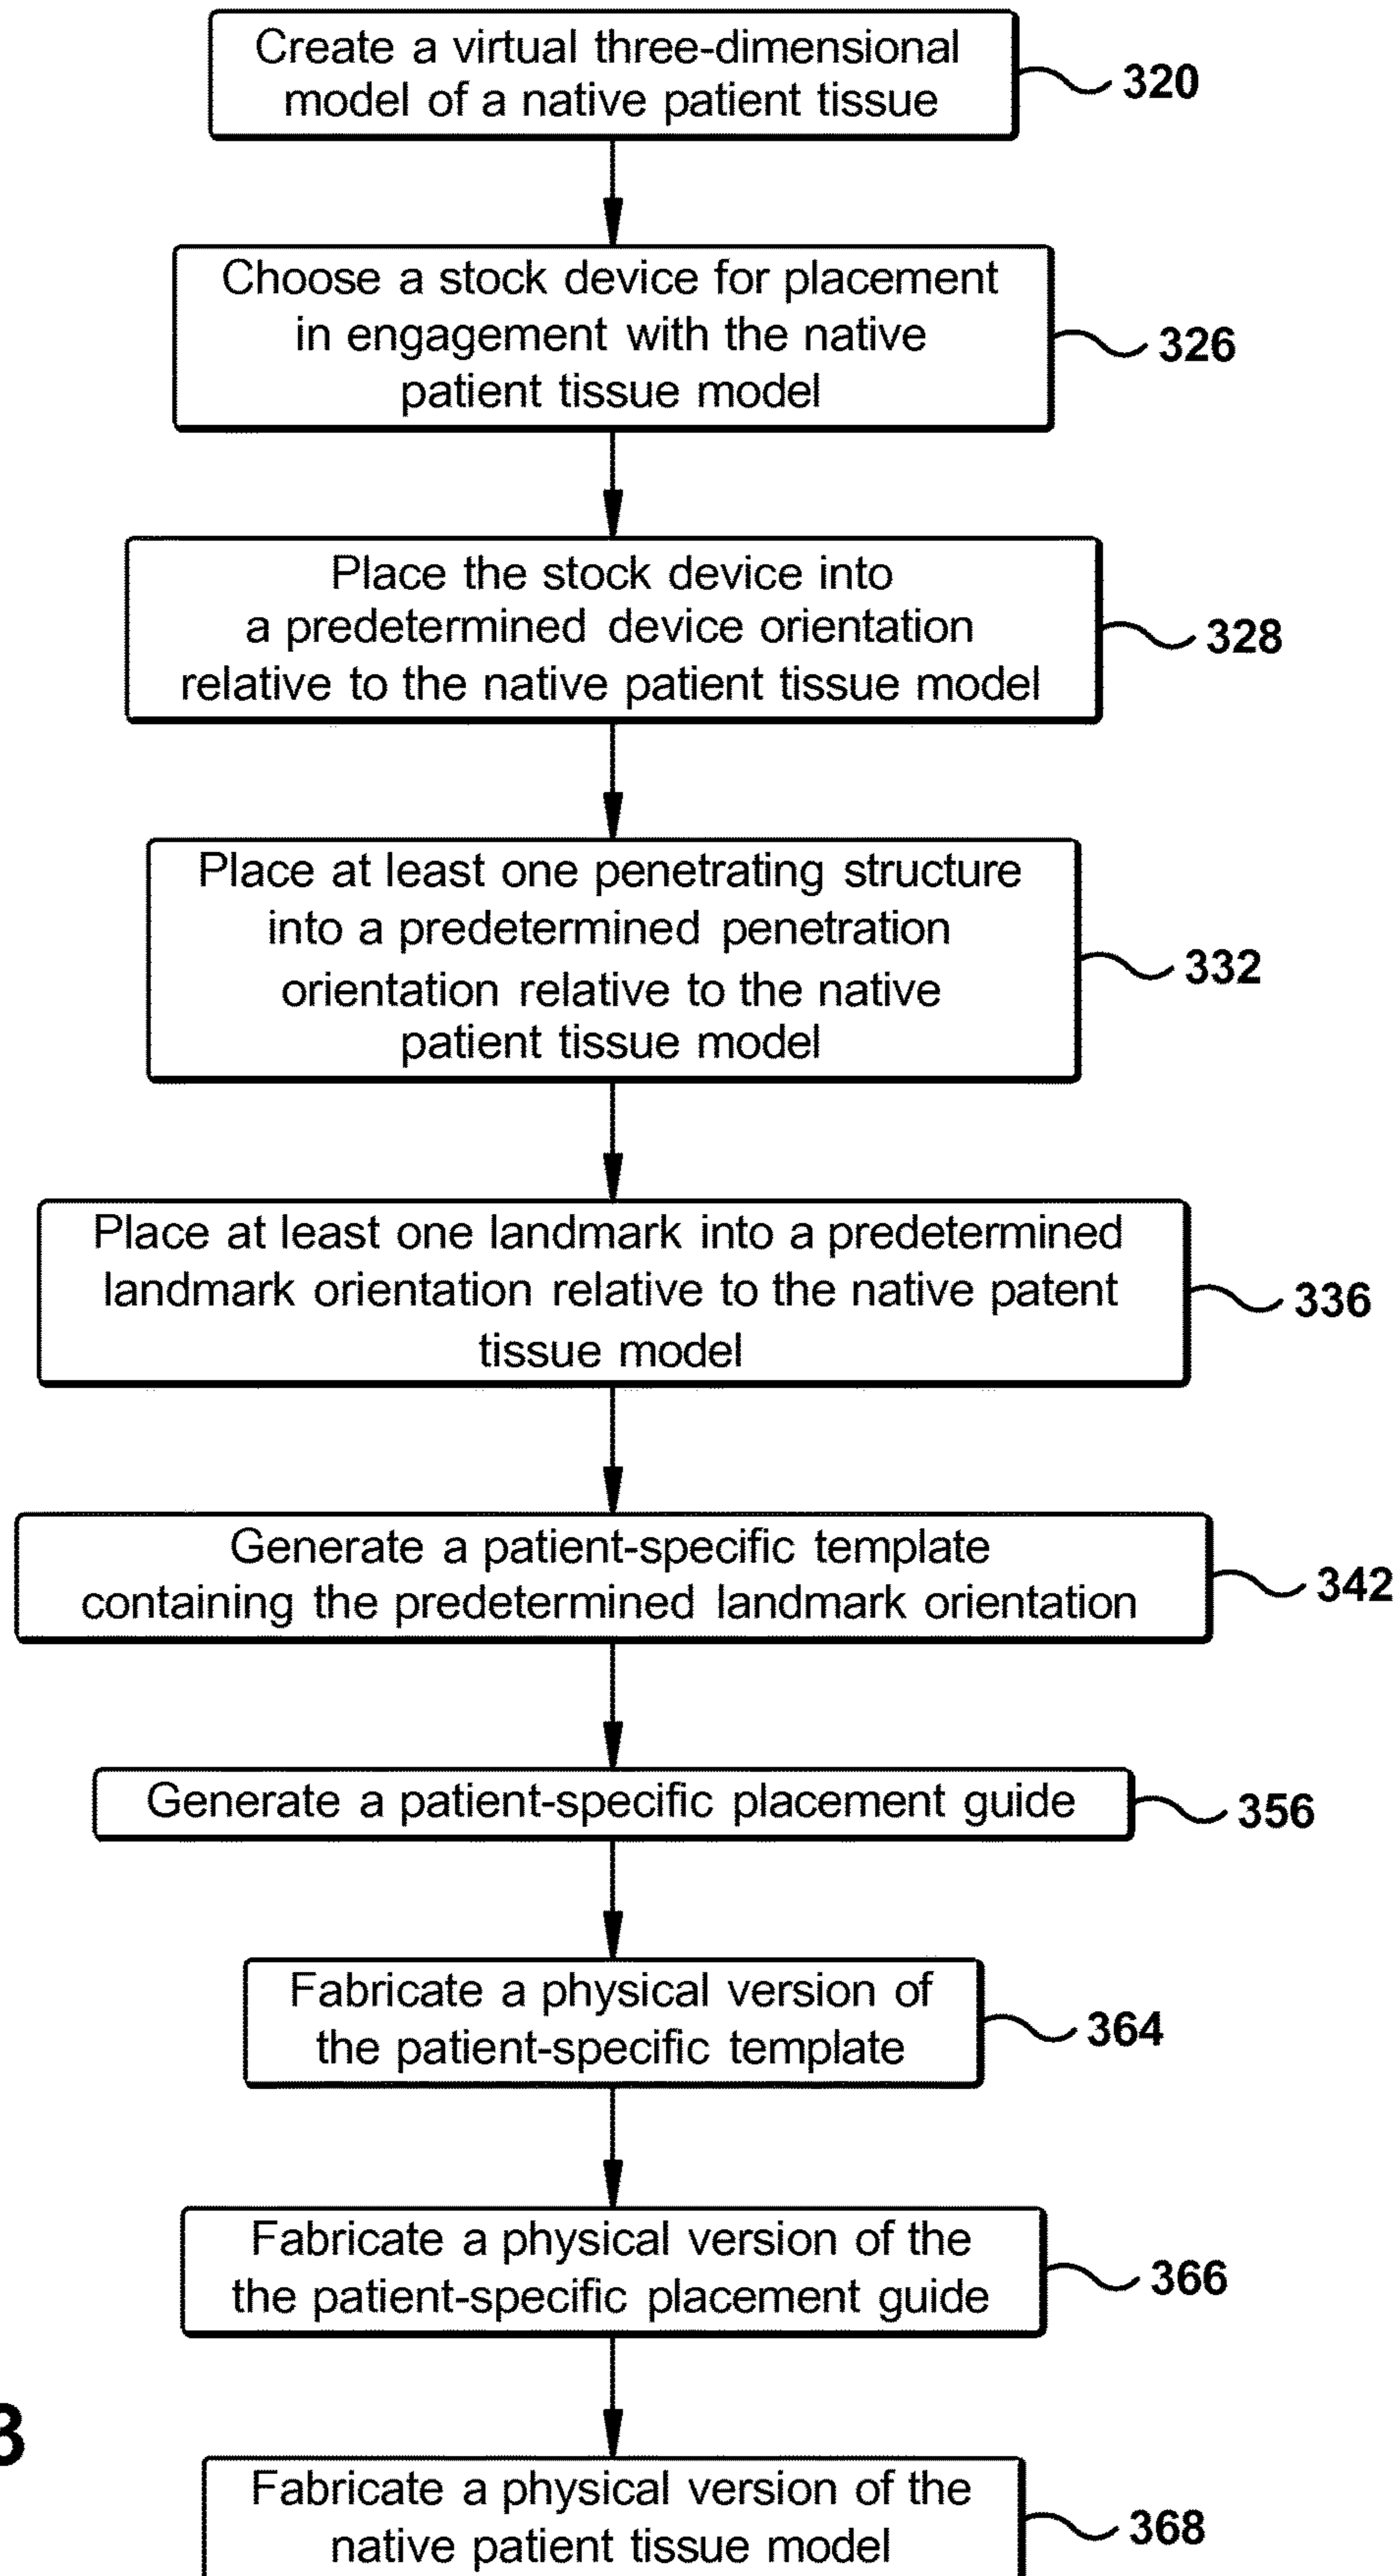 Create a virtual three-dimensional
model of a native patient tissue
320
Choose a stock device for placement
in engagement with the native
patient tissue model
326
Place the stock device into
a predetermined device orientation
relative to the native patient tissue model
328
Place at least one penetrating structure
into a predetermined penetration
orientation relative to the native
patient tissue model
332
Place at least one landmark into a predetermined
landmark orientation relative to the native patent
tissue model
336
Generate a patient-specific template
containing the predetermined landmark orientation
342
Generate a patient-specific placement guide
356
Fabricate a physical version of
the patient-specific template
364
Fabricate a physical version of the
the patient-specific placement guide
366
3
Fabricate a physical version of the
native patient tissue model
368